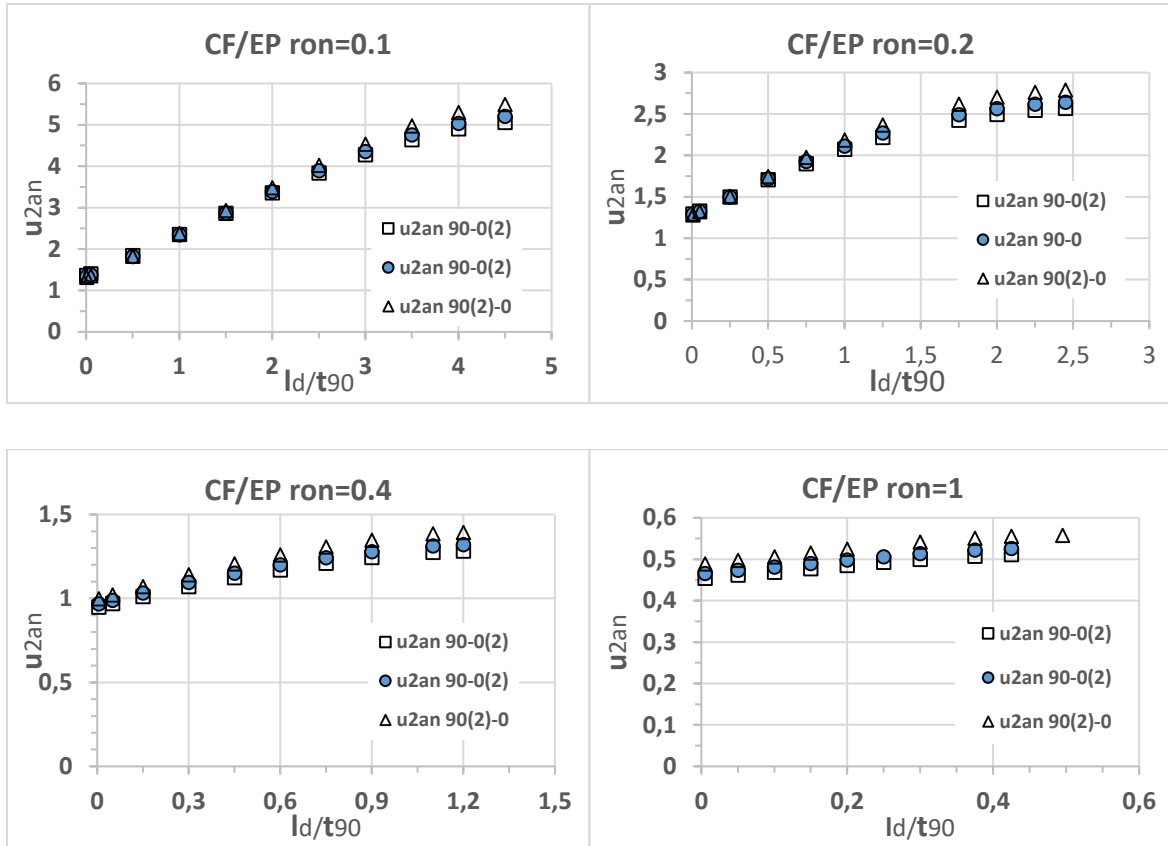 CF/EP ron=0.1
6
5
4
3
2
1
0
u2an
0 1 2 3 4 5
ld/t90
u2an 90-0(2)
u2an 90-0(2)
u2an 90(2)-0
CF/EP ron=0.2
3
2,5
2
1,5
1
0,5
0
u2an
0 0,5 1 1,5 2 2,5 3
ld/t90
u2an 90-0(2)
u2an 90-0
u2an 90(2)-0
CF/EP ron=0.4
1,5
1
0,5
0
u2an
0 0,3 0,6 0,9 1,2 1,5
ld/t90
u2an 90-0(2)
u2an 90-0(2)
u2an 90(2)-0
CF/EP ron=1
0,6
0,5
0,4
0,3
0,2
0,1
0
u2an
0 0,2 0,4 0,6
ld/t90
u2an 90-0(2)
u2an 90-0(2)
u2an 90(2)-0